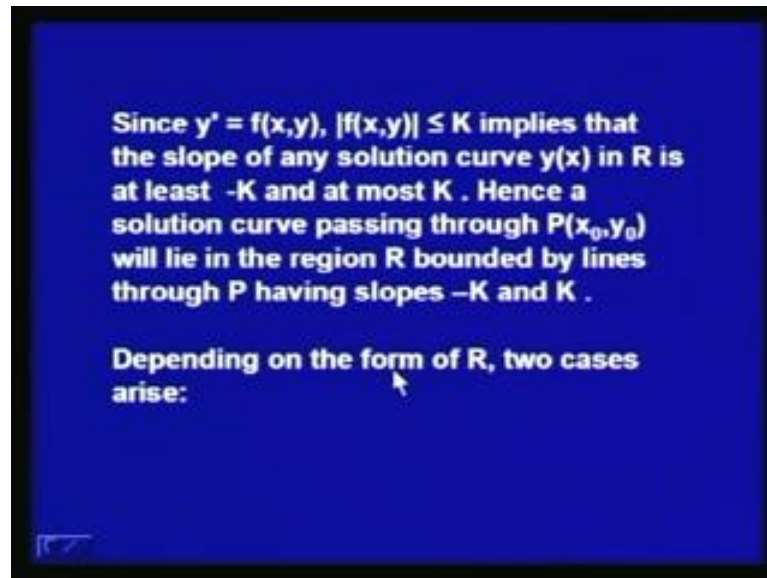 Since y' = f(x,y), |f(x,y)| ≤ K implies that
the slope of any solution curve y(x) in R is
at least -K and at most K . Hence a
solution curve passing through P(x₀,y₀)
will lie in the region R bounded by lines
through P having slopes –K and K .
Depending on the form of R, two cases
arise: